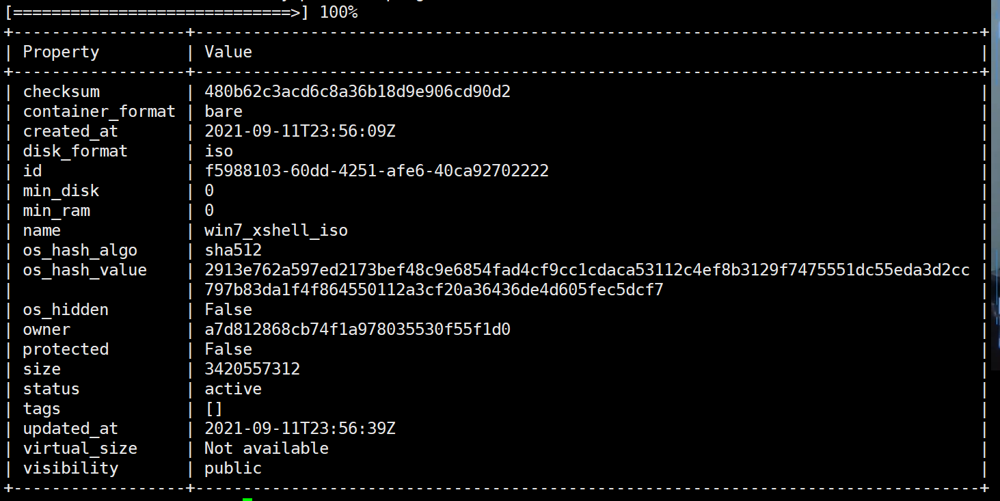 [=============================>] 100%
+------------------+----------------------------------------------------------------------------------+
| Property         | Value                                                                            |
+------------------+----------------------------------------------------------------------------------+
| checksum         | 480b62c3acd6c8a36b18d9e906cd90d2                                                 |
| container_format | bare                                                                             |
| created_at       | 2021-09-11T23:56:09Z                                                             |
| disk_format      | iso                                                                              |
| id               | f5988103-60dd-4251-afe6-40ca92702222                                             |
| min_disk         | 0                                                                                |
| min_ram          | 0                                                                                |
| name             | win7_xshell_iso                                                                  |
| os_hash_algo     | sha512                                                                           |
| os_hash_value    | 2913e762a597ed2173bef48c9e6854fad4cf9cc1cdaca53112c4ef8b3129f7475551dc55eda3d2cc |
|                  | 797b83da1f4f864550112a3cf20a36436de4d605fec5dcf7                                 |
| os_hidden        | False                                                                            |
| owner            | a7d812868cb74f1a978035530f55f1d0                                                 |
| protected        | False                                                                            |
| size             | 3420557312                                                                       |
| status           | active                                                                           |
| tags             | []                                                                               |
| updated_at       | 2021-09-11T23:56:39Z                                                             |
| virtual_size     | Not available                                                                    |
| visibility       | public                                                                           |
+------------------+----------------------------------------------------------------------------------+